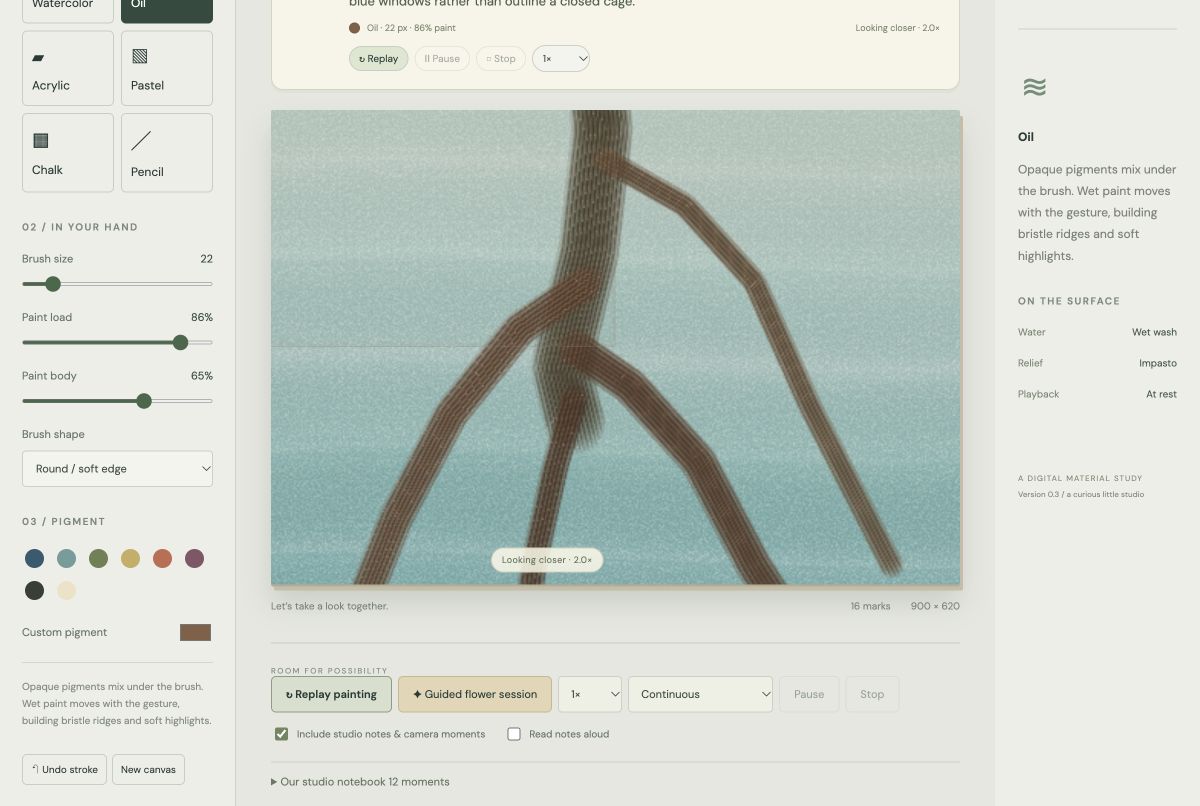 Watercolor
Oil
Acrylic
Pastel
Chalk
Pencil
02 / IN YOUR HAND
Brush size 22
Paint load 86%
Paint body 65%
Brush shape
Round / soft edge
03 / PIGMENT
Custom pigment
Opaque pigments mix under the brush.
Wet paint moves with the gesture,
building bristle ridges and soft highlights.
Undo stroke
New canvas
blue windows rather than outline a closed cage.
Oil · 22 px · 86% paint
Looking closer · 2.0×
Replay
Pause
Stop
1×
Looking closer · 2.0×
Let's take a look together.
16 marks
900 × 620
ROOM FOR POSSIBILITY
Replay painting
Guided flower session
1×
Continuous
Pause
Stop
Include studio notes & camera moments
Read notes aloud
Our studio notebook 12 moments
Oil
Opaque pigments mix under
the brush. Wet paint moves
with the gesture, building
bristle ridges and soft
highlights.
ON THE SURFACE
Water Wet wash
Relief Impasto
Playback At rest
A DIGITAL MATERIAL STUDY
Version 0.3 / a curious little studio